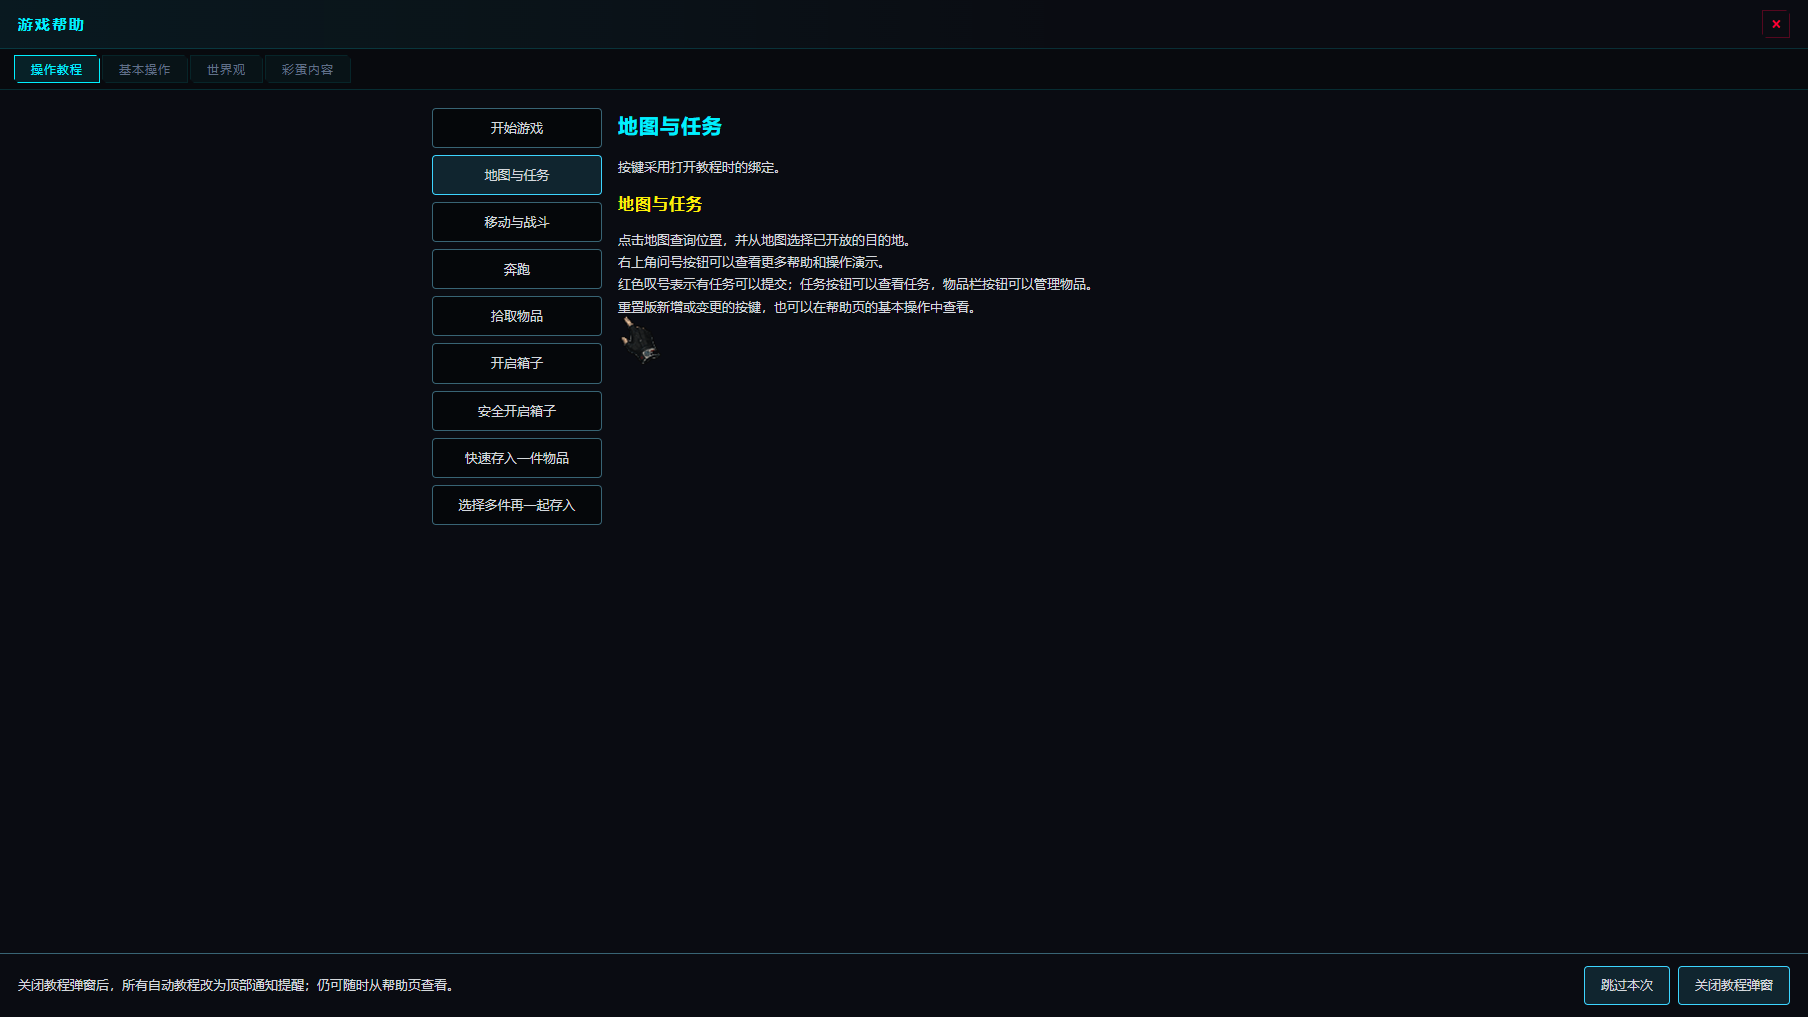 游戏帮助
操作教程
基本操作
世界观
彩蛋内容
开始游戏
地图与任务
移动与战斗
奔跑
拾取物品
开启箱子
安全开启箱子
快速存入一件物品
选择多件再一起存入
地图与任务
按键采用打开教程时的绑定。
地图与任务
点击地图查询位置，并从地图选择已开放的目的地。
右上角问号按钮可以查看更多帮助和操作演示。
红色叹号表示有任务可以提交；任务按钮可以查看任务，物品栏按钮可以管理物品。
重置版新增或变更的按键，也可以在帮助页的基本操作中查看。
关闭教程弹窗后，所有自动教程改为顶部通知提醒；仍可随时从帮助页查看。
跳过本次
关闭教程弹窗